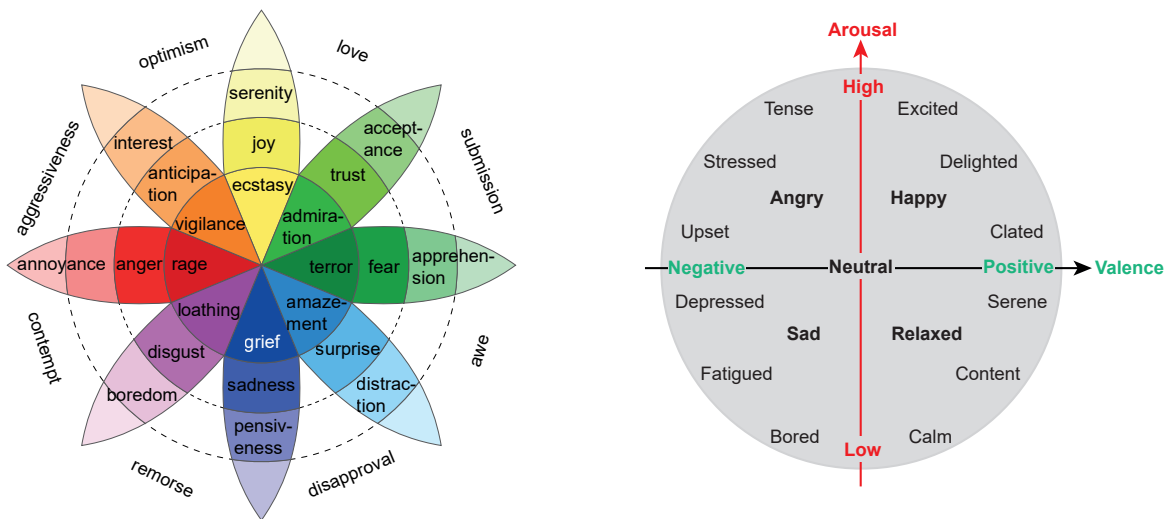 optimism
love
serenity
aggressiveness
interest
joy
accept-
ance
submission
anticipa-
tion
ecstasy
trust
vigilance
admira-
tion
annoyance
anger
rage
terror
fear
apprehen-
sion
loathing
amaze-
ment
contempt
disgust
grief
surprise
awe
boredom
sadness
distrac-
tion
pensiv-
eness
remorse
disapproval
Arousal
High
Tense
Excited
Stressed
Delighted
Angry
Happy
Upset
Clated
Negative
Neutral
Positive
Valence
Depressed
Serene
Sad
Relaxed
Fatigued
Content
Bored
Calm
Low